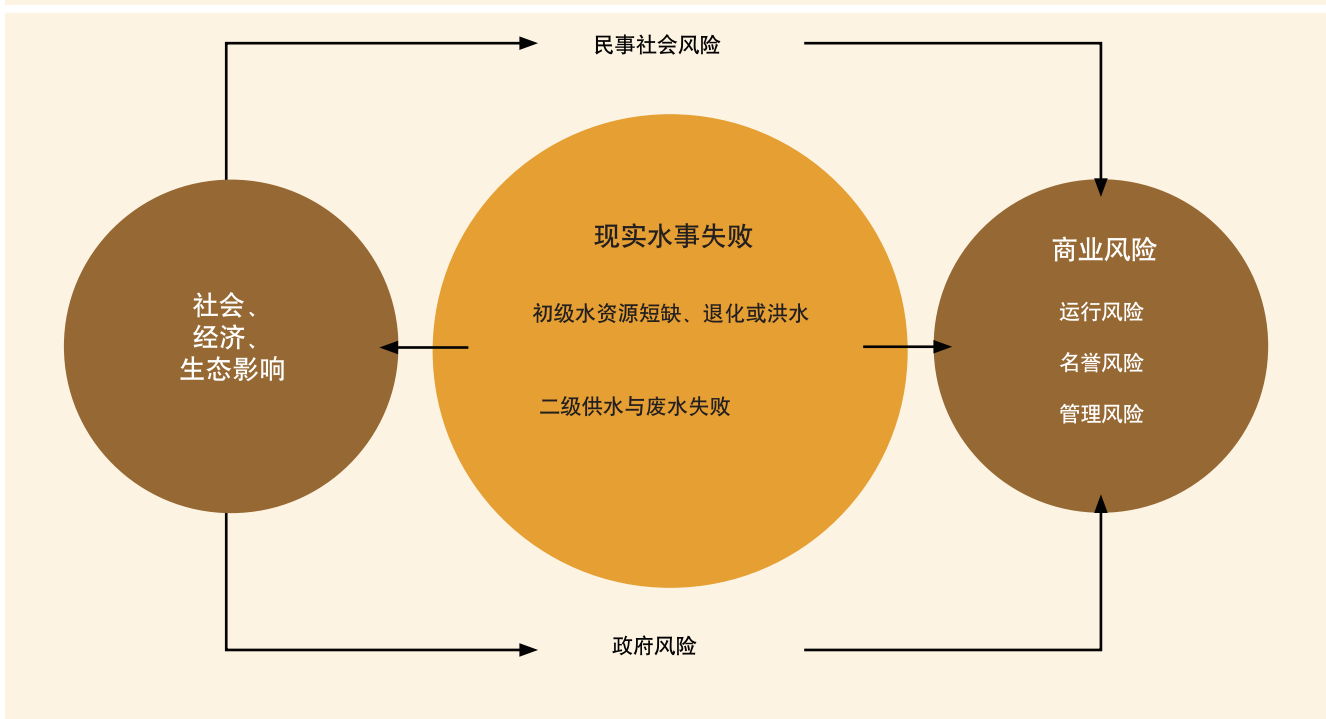 民事社会风险
现实水事失败
初级水资源短缺、退化或洪水
二级供水与废水失败
社会、
经济、
生态影响
商业风险
运行风险
名誉风险
管理风险
政府风险